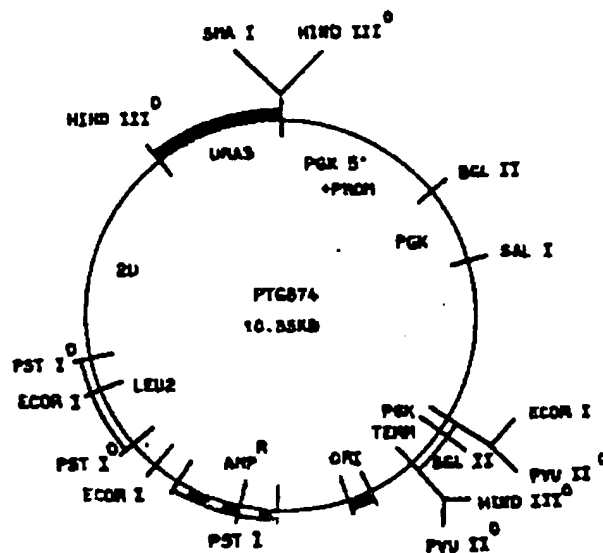 SMA I HIND III⁰
HIND III⁰
URA3
PGK 5'
+PROM
BGL II
PGK
SAL I
2U
PTG874
10.35KB
PST I⁰
ECOR I
LEU2
PGK
TERM
ECOR I
PST I⁰
AMP R
ORI
BGL II
PVU II⁰
ECOR I
HIND III⁰
PST I
PVU II⁰